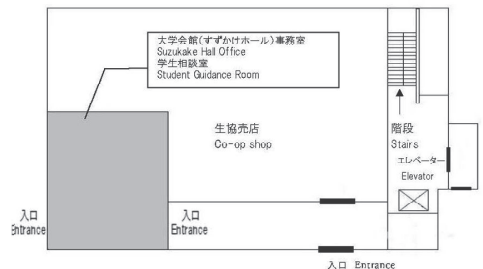 大学会館(すずかけホール)事務室
Suzukake Hall Office
学生相談室
Student Guidance Room
生協売店
Co-op shop
階段
Stairs
エレベーター
Elevator
入口
Entrance
入口
Entrance
入口 Entrance